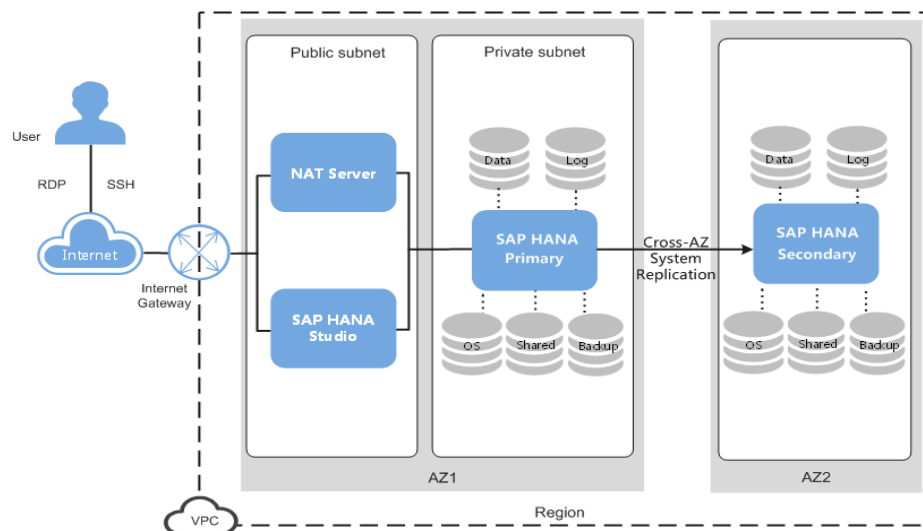 Public subnet
Private subnet
User
RDP
SSH
Internet
Internet
Gateway
NAT Server
SAP HANA
Studio
Data
Log
SAP HANA
Primary
OS
Shared
Backup
Cross-AZ
System
Replication
Data
Log
SAP HANA
Secondary
OS
Shared
Backup
AZ1
AZ2
VPC
Region